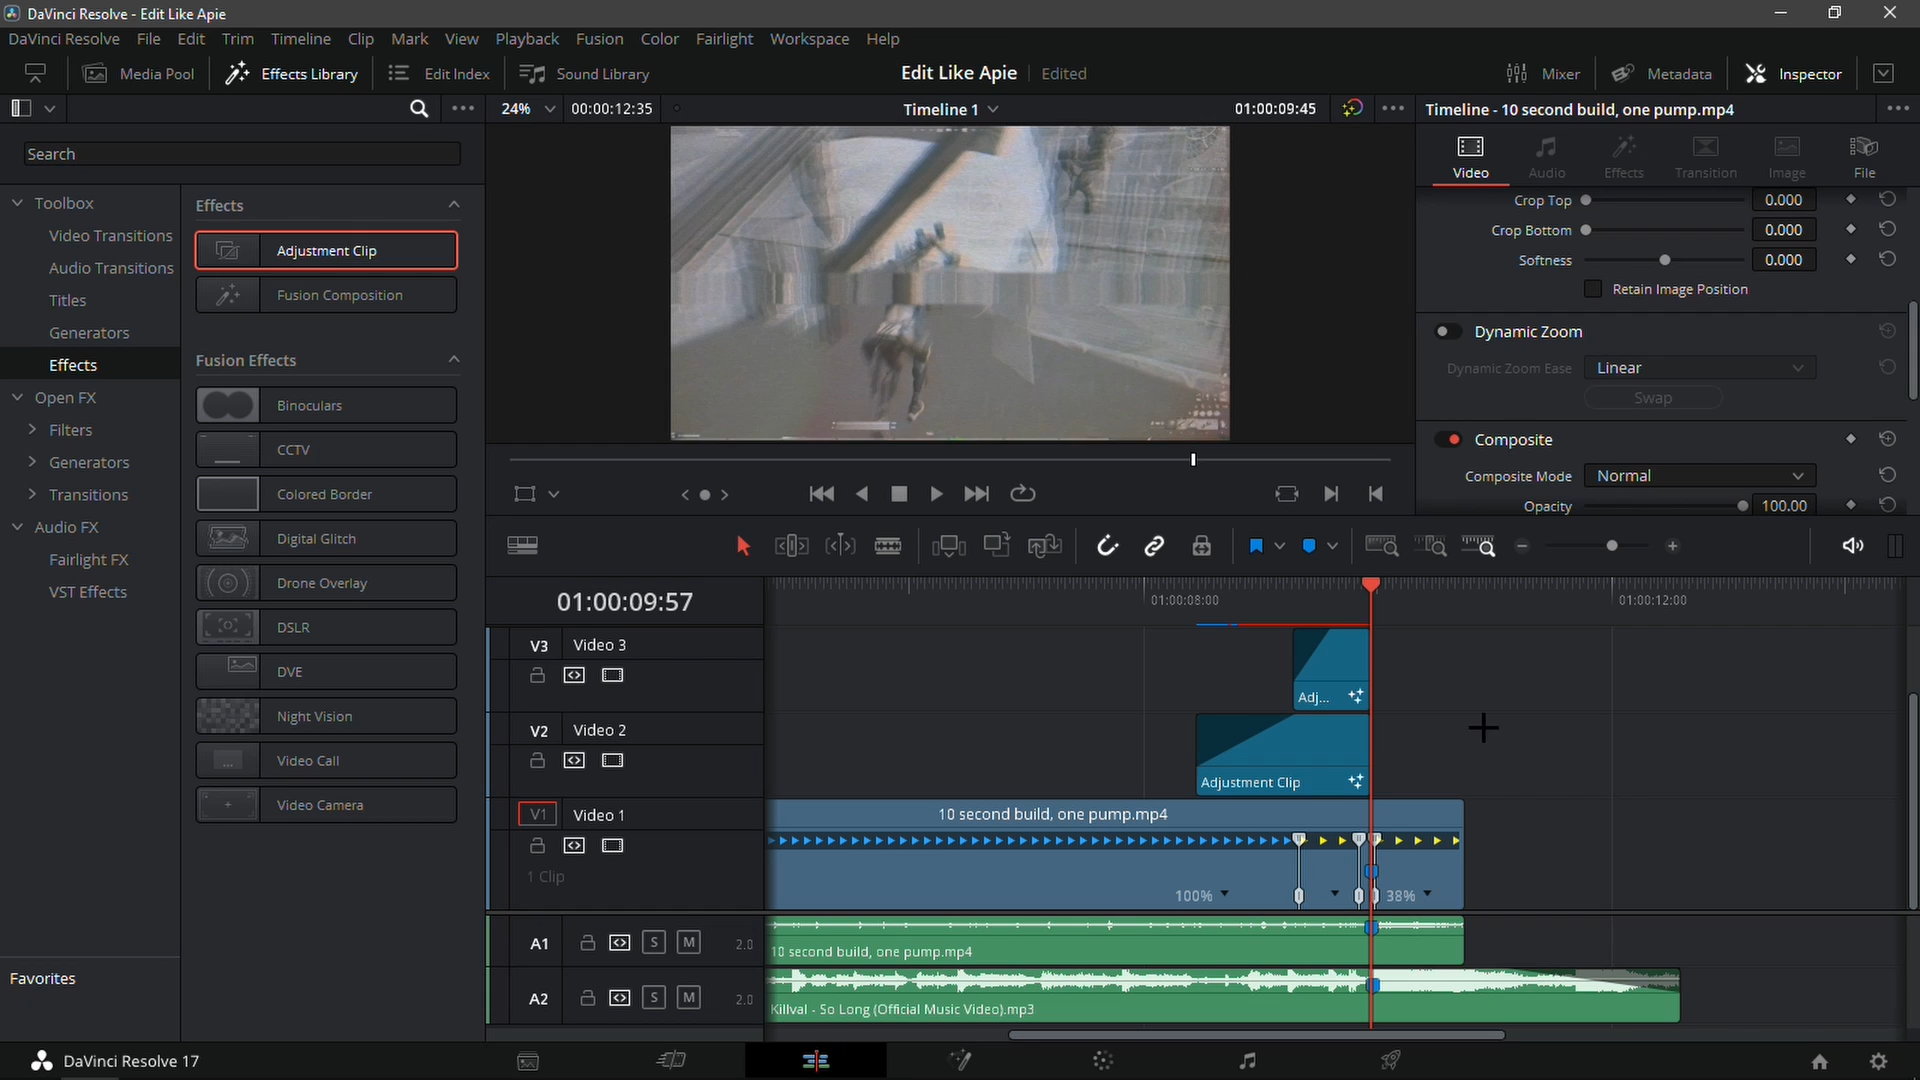 DaVinci Resolve - Edit Like Apie
DaVinci Resolve File Edit Trim Timeline Clip Mark View Playback Fusion Color Fairlight Workspace Help
Media Pool Effects Library Edit Index Sound Library Edit Like Apie Edited Mixer Metadata Inspector
24% 00:00:12:35 Timeline 1 01:00:09:45 Timeline - 10 second build, one pump.mp4
Search
Video Audio Effects Transition Image File
Toolbox
Video Transitions
Audio Transitions
Titles
Generators
Effects
Open FX
Filters
Generators
Transitions
Audio FX
Fairlight FX
VST Effects
Favorites
Effects
Adjustment Clip
Fusion Composition
Fusion Effects
Binoculars
CCTV
Colored Border
Digital Glitch
Drone Overlay
DSLR
DVE
Night Vision
Video Call
Video Camera
Crop Top 0.000
Crop Bottom 0.000
Softness 0.000
Retain Image Position
Dynamic Zoom
Dynamic Zoom Ease Linear
Swap
Composite
Composite Mode Normal
Opacity 100.00
01:00:09:57 01:00:08:00 01:00:12:00
V3 Video 3
Adj...
V2 Video 2
Adjustment Clip
V1 Video 1 10 second build, one pump.mp4
1 Clip 100% 38%
A1 S M 2.0
10 second build, one pump.mp4
A2 S M 2.0
Killval - So Long (Official Music Video).mp3
DaVinci Resolve 17